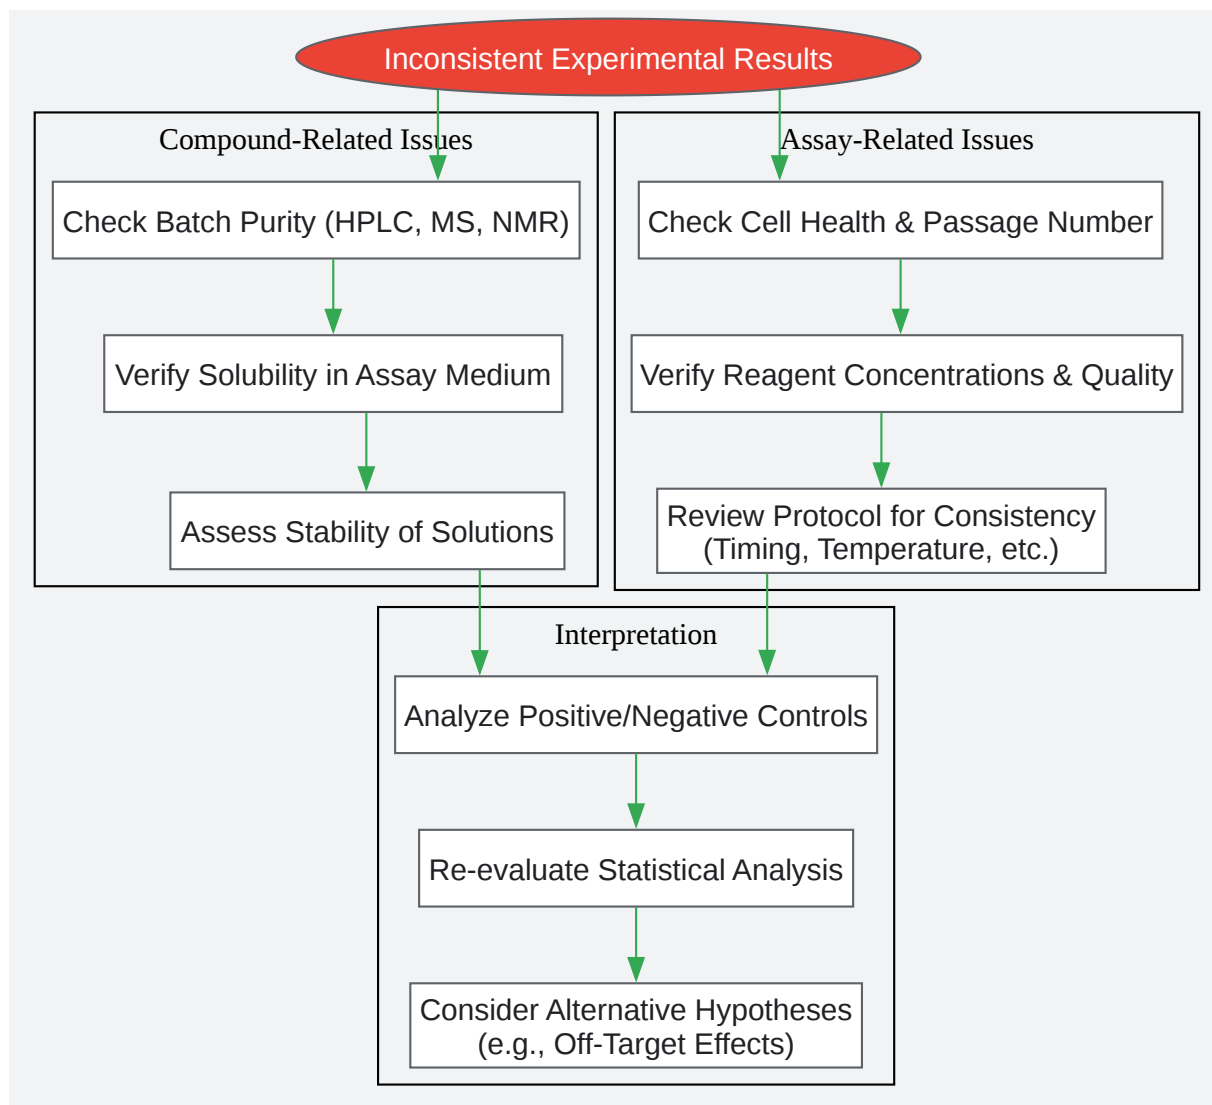 Inconsistent Experimental Results
Compound-Related Issues
Check Batch Purity (HPLC, MS, NMR)
Verify Solubility in Assay Medium
Assess Stability of Solutions
Assay-Related Issues
Check Cell Health & Passage Number
Verify Reagent Concentrations & Quality
Review Protocol for Consistency
(Timing, Temperature, etc.)
Interpretation
Analyze Positive/Negative Controls
Re-evaluate Statistical Analysis
Consider Alternative Hypotheses
(e.g., Off-Target Effects)